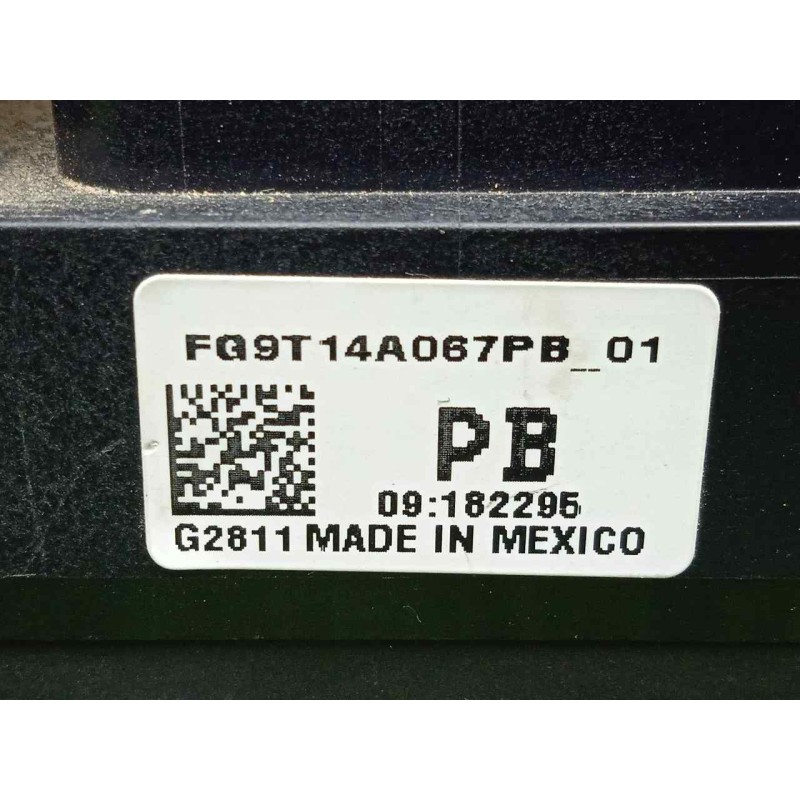 FG9T14A067PB_01
PB
09:182295
G2811 MADE IN MEXICO